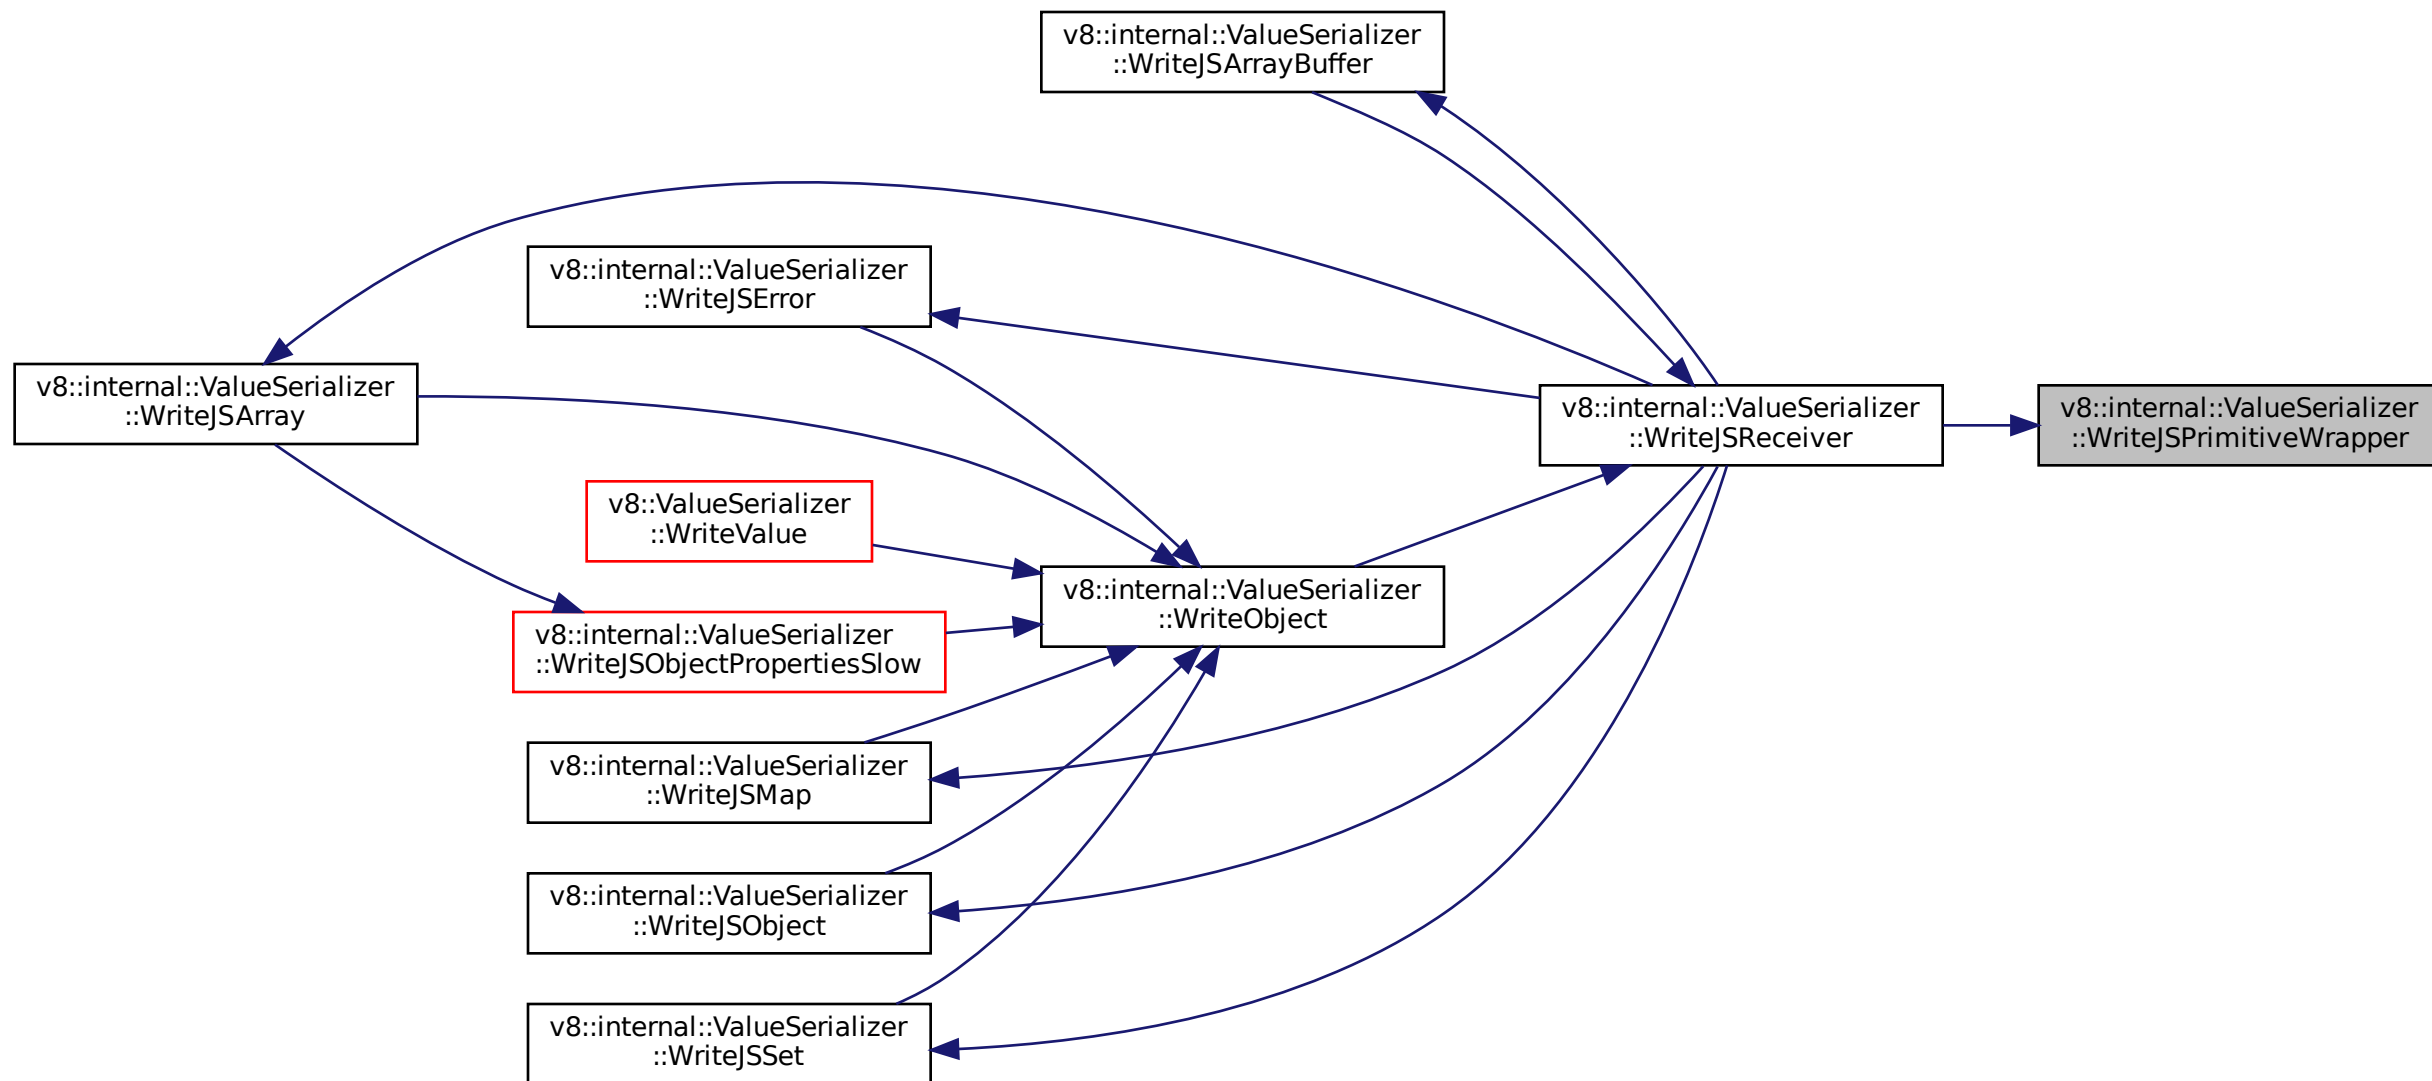 v8::internal::ValueSerializer
::WriteJSArrayBuffer
v8::internal::ValueSerializer
::WriteJSError
v8::internal::ValueSerializer
::WriteJSArray
v8::internal::ValueSerializer
::WriteJSReceiver
v8::internal::ValueSerializer
::WriteJSPrimitiveWrapper
v8::ValueSerializer
::WriteValue
v8::internal::ValueSerializer
::WriteObject
v8::internal::ValueSerializer
::WriteJSObjectPropertiesSlow
v8::internal::ValueSerializer
::WriteJSMap
v8::internal::ValueSerializer
::WriteJSObject
v8::internal::ValueSerializer
::WriteJSSet